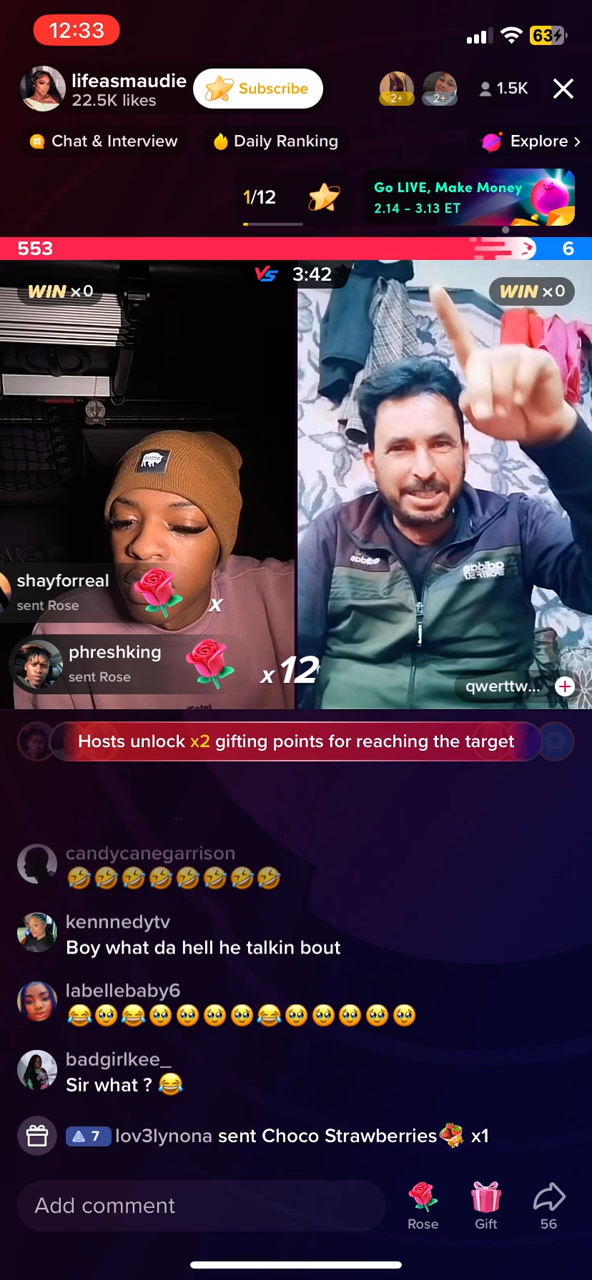 12:33
63
lifeasmaudie
22.5K likes
Subscribe
2+
2+
1.5K
Chat & Interview
Daily Ranking
Explore >
1/12
Go LIVE, Make Money
2.14 – 3.13 ET
553
6
WIN x0
VS 3:42
WIN x0
shayforreal
sent Rose
x
phreshking
sent Rose
x 12
qwerttw...
Hosts unlock x2 gifting points for reaching the target
candycanegarrison
🤣🤣🤣🤣🤣🤣🤣🤣
kennnedytv
Boy what da hell he talkin bout
labellebaby6
😂🥹😂🥹🥹🥹🥹😂🥹🥹🥹🥹🥹
badgirlkee_
Sir what ? 😂
7 lov3lynona sent Choco Strawberries x1
Add comment
Rose
Gift
56